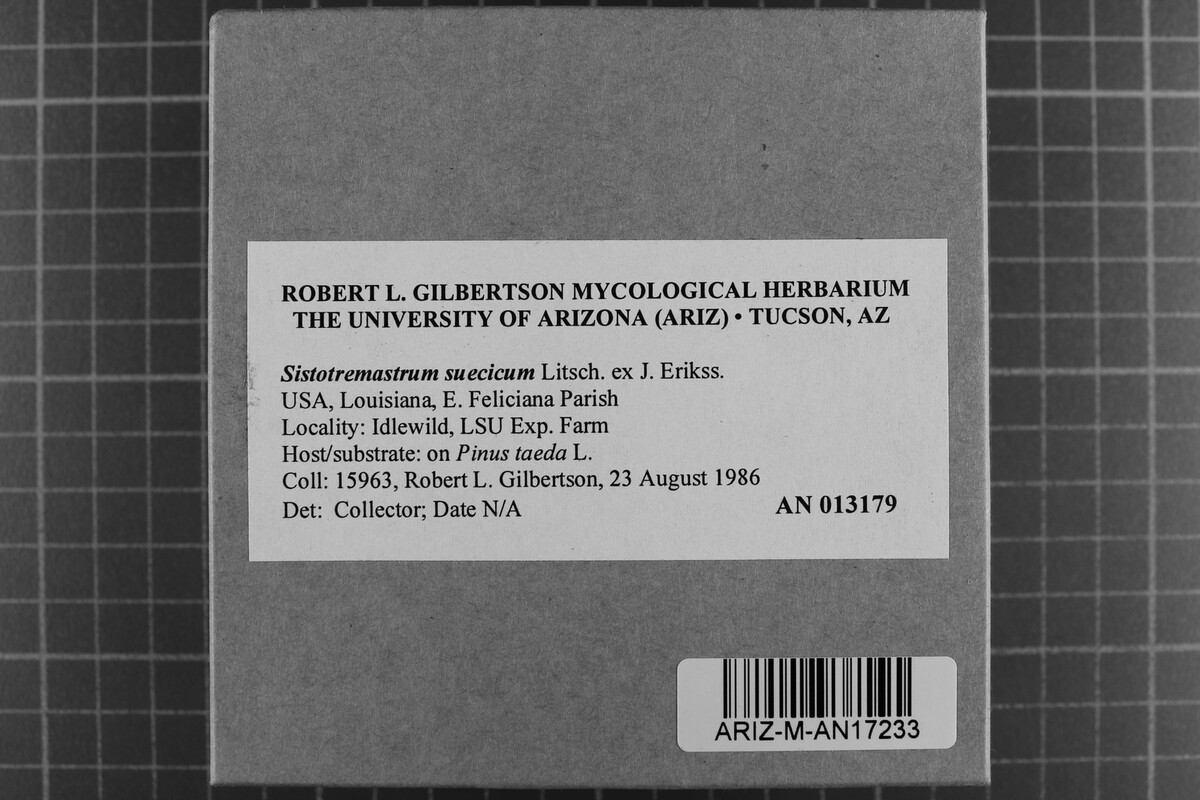 ROBERT L. GILBERTSON MYCOLOGICAL HERBARIUM
THE UNIVERSITY OF ARIZONA (ARIZ) • TUCSON, AZ
Sistotremastrum suecicum Litsch. ex J. Erikss.
USA, Louisiana, E. Feliciana Parish
Locality: Idlewild, LSU Exp. Farm
Host/substrate: on Pinus taeda L.
Coll: 15963, Robert L. Gilbertson, 23 August 1986
Det: Collector; Date N/A AN 013179
ARIZ-M-AN17233